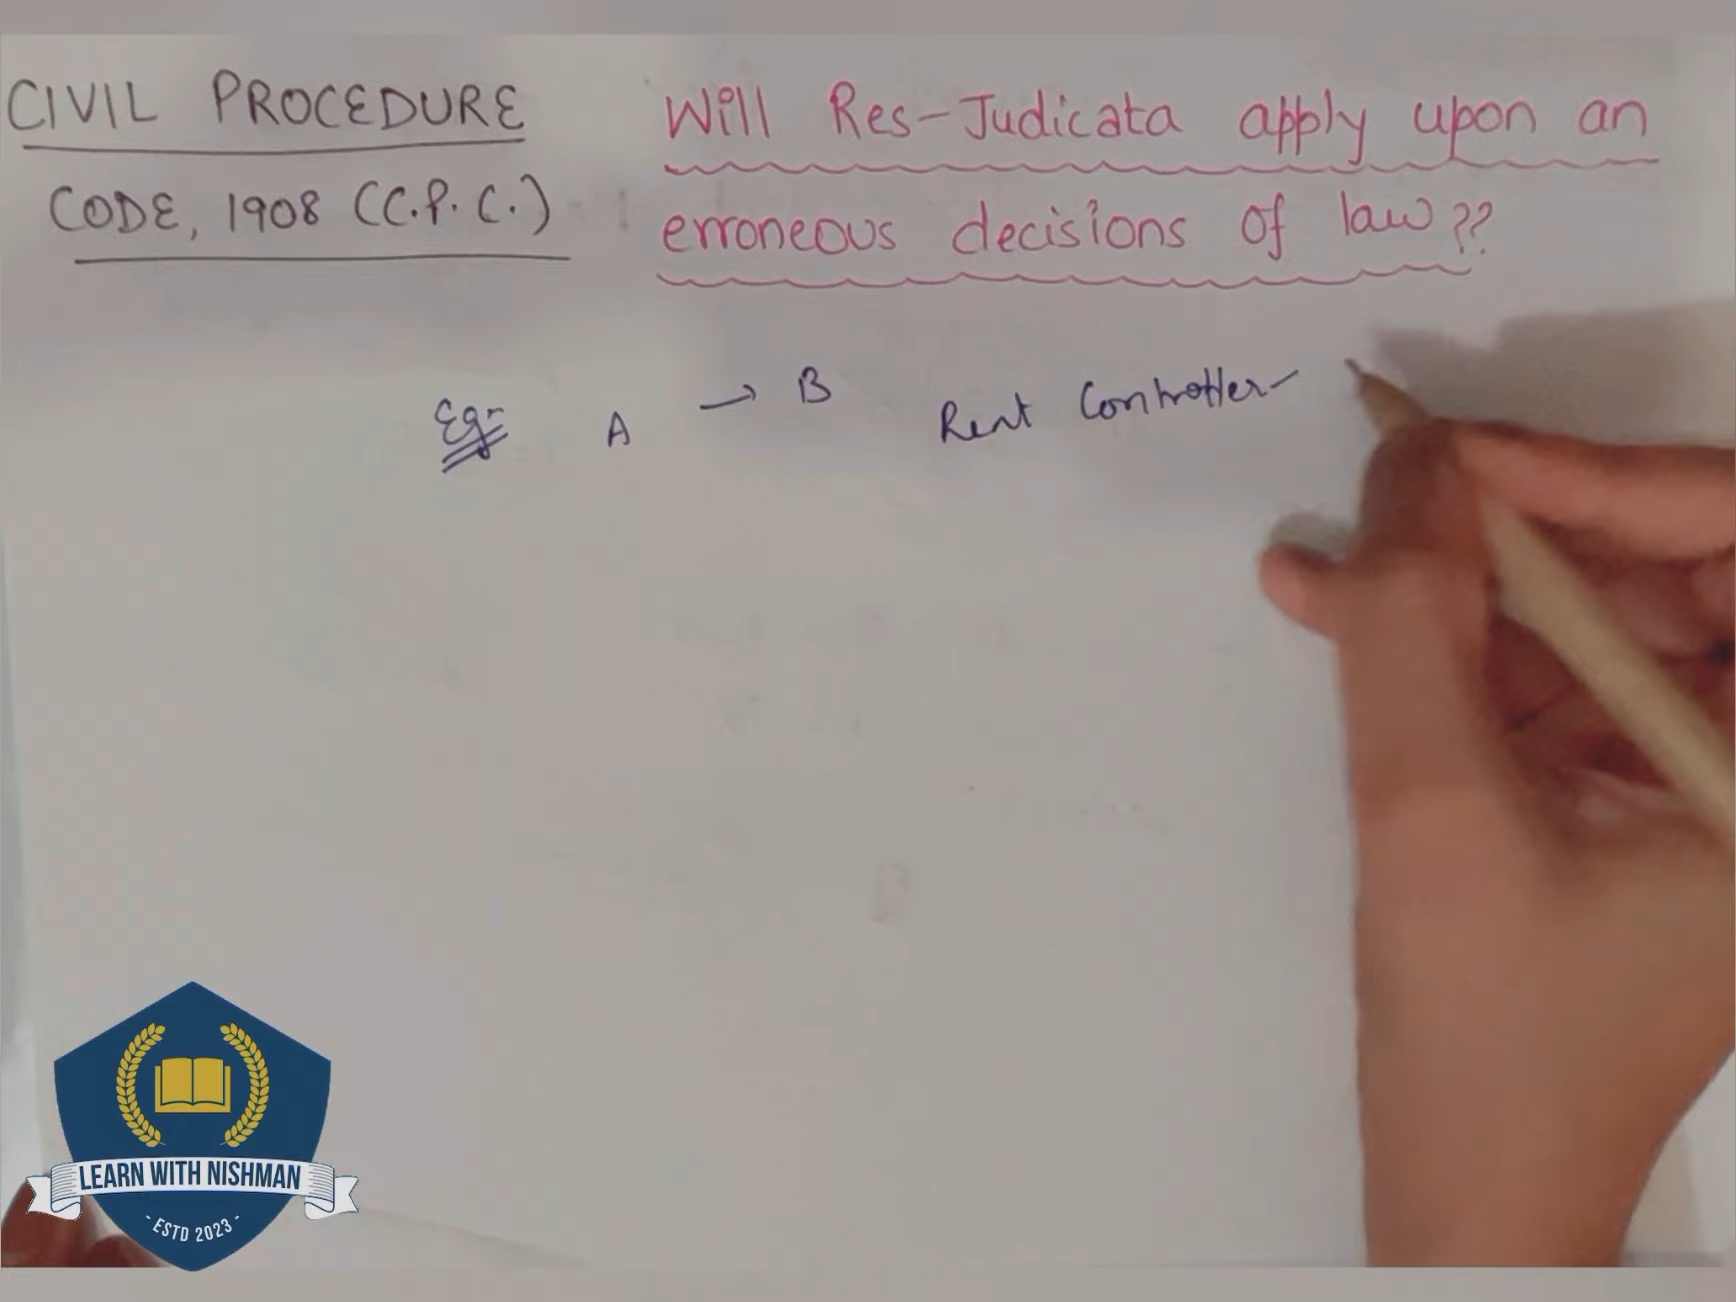 CIVIL PROCEDURE
CODE, 1908 (C.P.C.)
Will Res-Judicata apply upon an
erroneous decisions of law??
Eg:- A → B Rent Controller-
LEARN WITH NISHMAN
- ESTD 2023 -